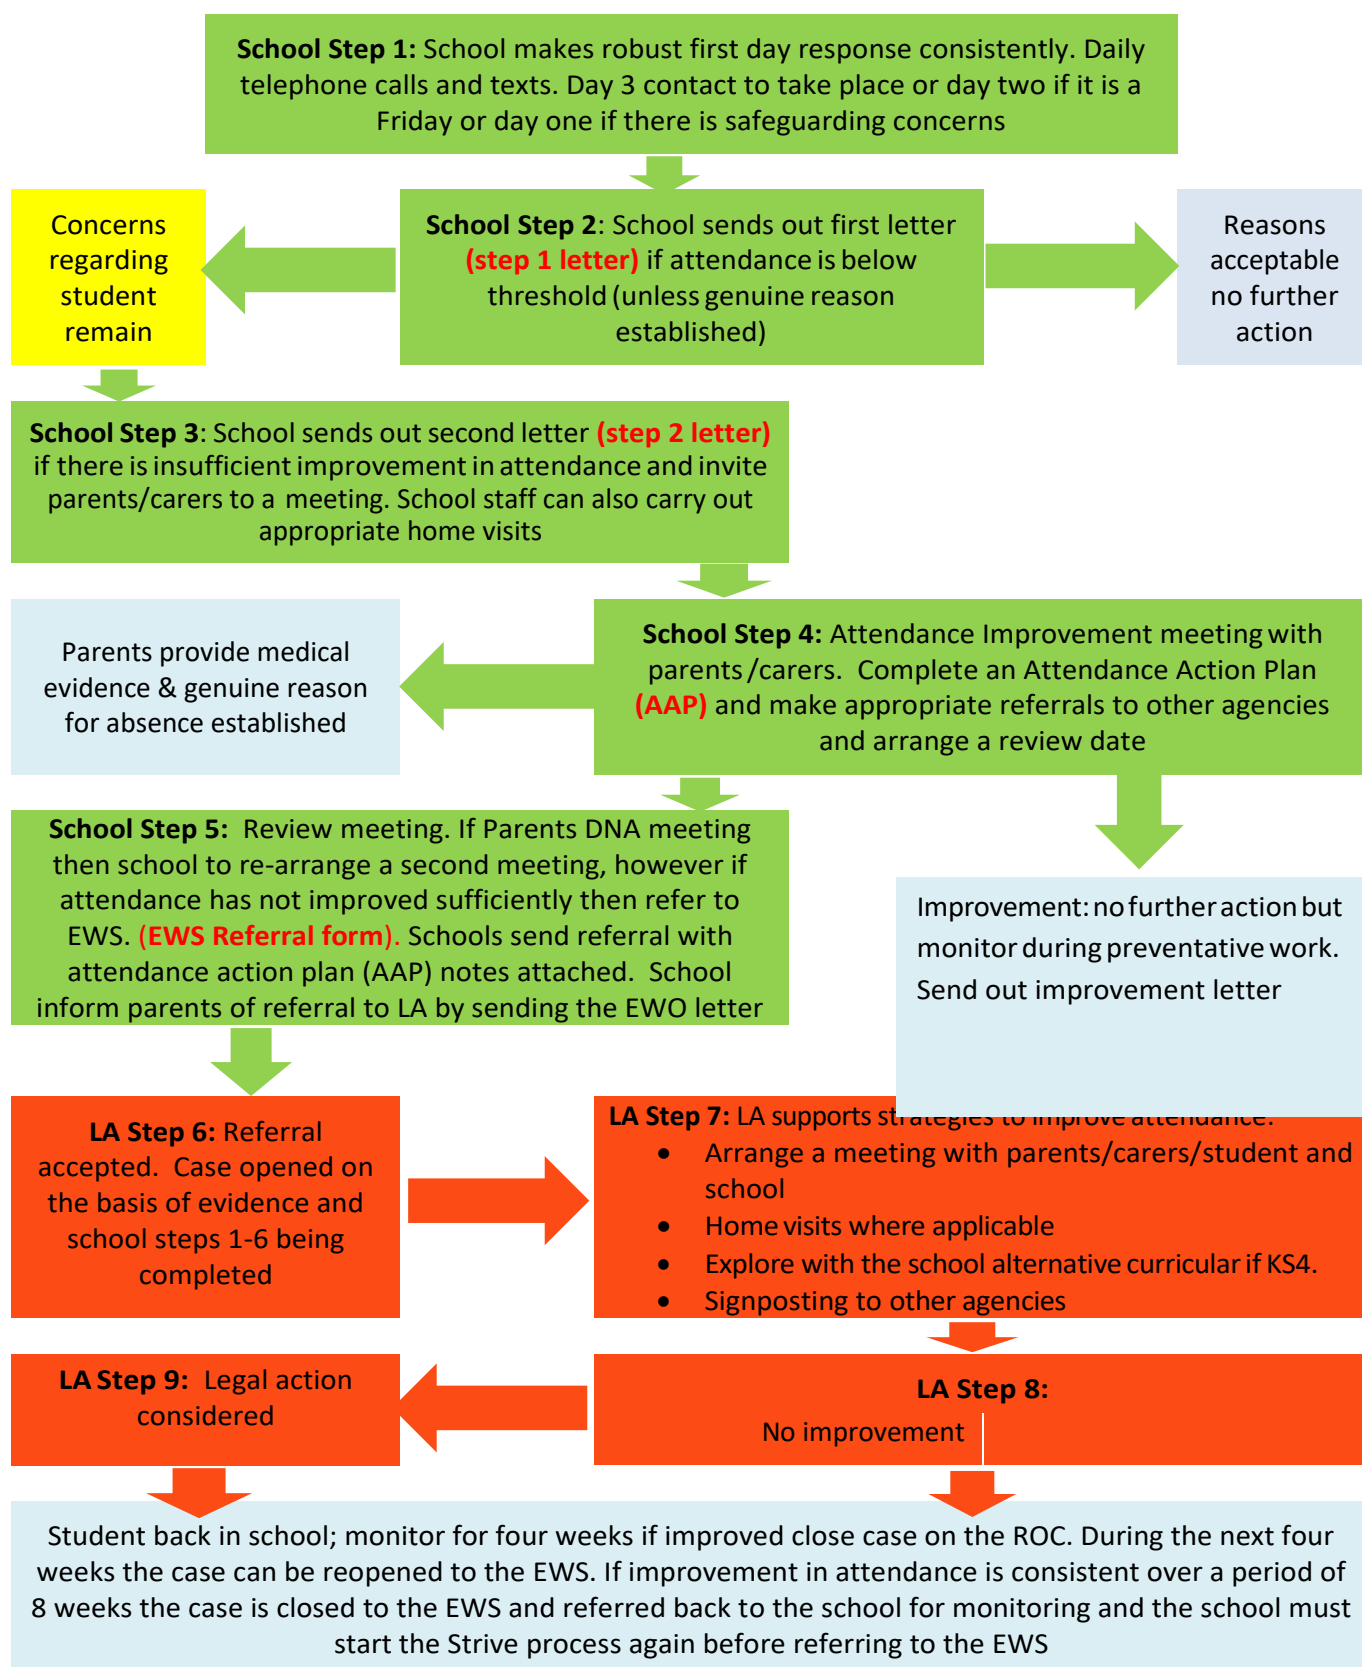 School Step 1: School makes robust first day response consistently. Daily
telephone calls and texts. Day 3 contact to take place or day two if it is a
Friday or day one if there is safeguarding concerns
Concerns
regarding
student
remain
School Step 2: School sends out first letter
(step 1 letter) if attendance is below
threshold (unless genuine reason
established)
Reasons
acceptable
no further
action
School Step 3: School sends out second letter (step 2 letter)
if there is insufficient improvement in attendance and invite
parents/carers to a meeting. School staff can also carry out
appropriate home visits
Parents provide medical
evidence & genuine reason
for absence established
School Step 4: Attendance Improvement meeting with
parents/carers. Complete an Attendance Action Plan
(AAP) and make appropriate referrals to other agencies
and arrange a review date
School Step 5: Review meeting. If Parents DNA meeting
then school to re-arrange a second meeting, however if
attendance has not improved sufficiently then refer to
EWS. (EWS Referral form). Schools send referral with
attendance action plan (AAP) notes attached. School
inform parents of referral to LA by sending the EWO letter
Improvement: no further action but
monitor during preventative work.
Send out improvement letter
LA Step 6: Referral
accepted. Case opened on
the basis of evidence and
school steps 1-6 being
completed
LA Step 7: LA supports strategies to improve attendance:
• Arrange a meeting with parents/carers/student and
school
• Home visits where applicable
• Explore with the school alternative curricular if KS4.
• Signposting to other agencies
LA Step 9: Legal action
considered
LA Step 8:
No improvement
Student back in school; monitor for four weeks if improved close case on the ROC. During the next four
weeks the case can be reopened to the EWS. If improvement in attendance is consistent over a period of
8 weeks the case is closed to the EWS and referred back to the school for monitoring and the school must
start the Strive process again before referring to the EWS